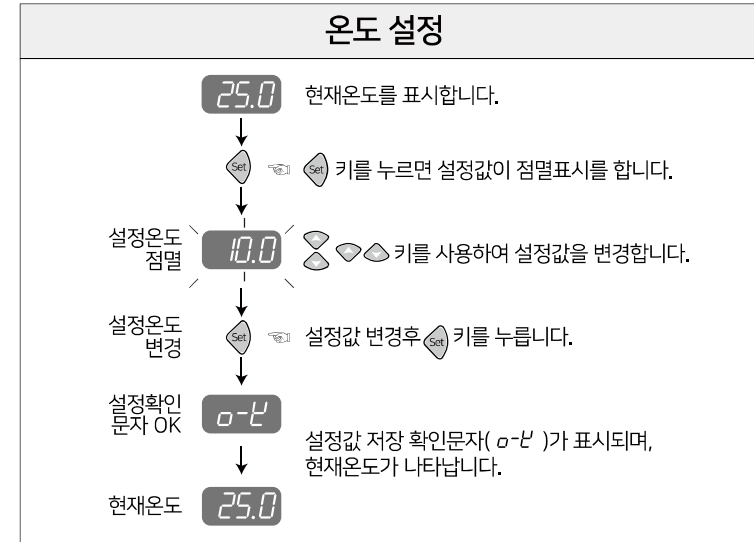 온도 설정
25.0 현재온도를 표시합니다.
Set Set 키를 누르면 설정값이 점멸표시를 합니다.
설정온도
점멸
10.0 키를 사용하여 설정값을 변경합니다.
설정온도
변경
Set 설정값 변경후 Set 키를 누릅니다.
설정확인
문자 OK
o-k
설정값 저장 확인문자( o-k )가 표시되며,
현재온도가 나타납니다.
현재온도 25.0